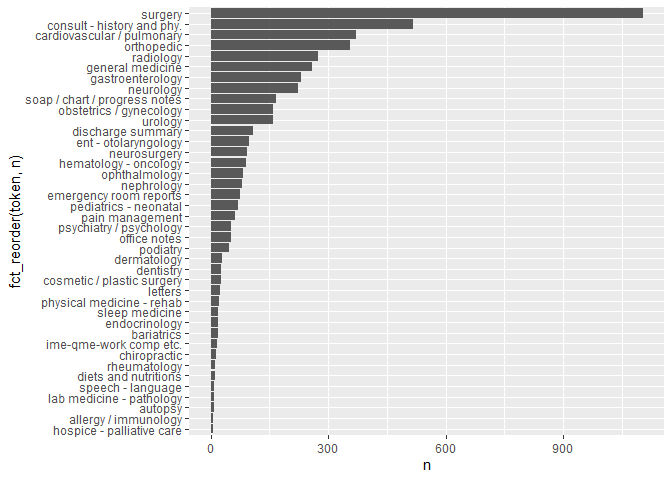 surgery
consult - history and phy.
cardiovascular / pulmonary
orthopedic
radiology
general medicine
gastroenterology
neurology
soap / chart / progress notes
obstetrics / gynecology
urology
discharge summary
ent - otolaryngology
neurosurgery
hematology - oncology
ophthalmology
nephrology
emergency room reports
pediatrics - neonatal
pain management
psychiatry / psychology
office notes
podiatry
dermatology
dentistry
cosmetic / plastic surgery
letters
physical medicine - rehab
sleep medicine
endocrinology
bariatrics
ime-qme-work comp etc.
chiropractic
rheumatology
diets and nutritions
speech - language
lab medicine - pathology
autopsy
allergy / immunology
hospice - palliative care
fct_reorder(token, n)
0 300 600 900
n